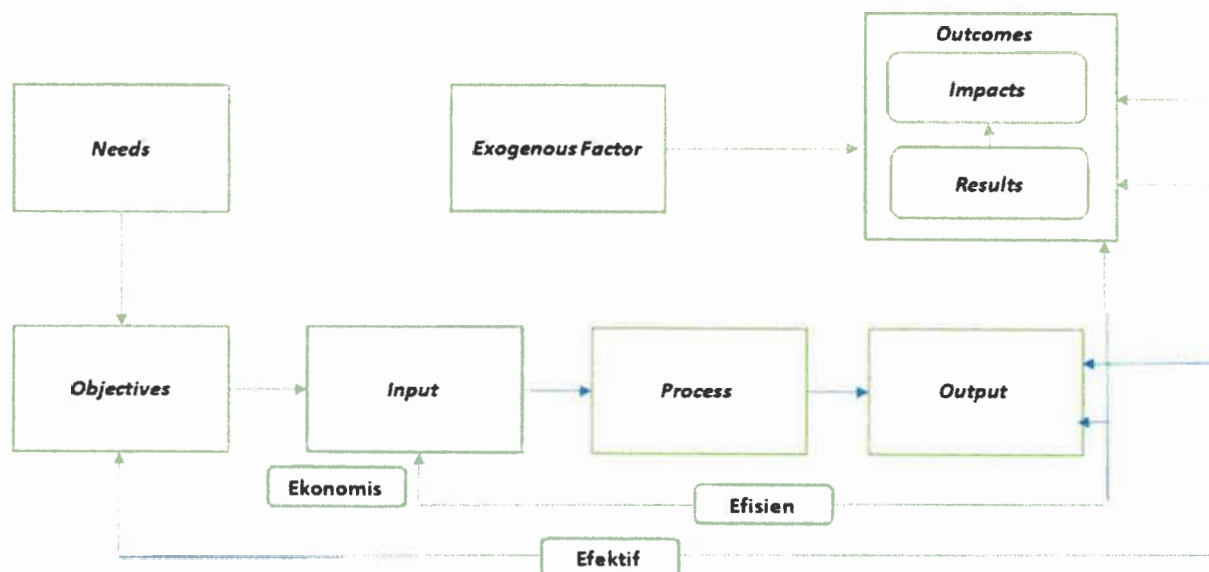 Outcomes
Impacts
Needs
Exogenous Factor
Results
Objectives
Input
Process
Output
Ekonomis
Efisien
Efektif